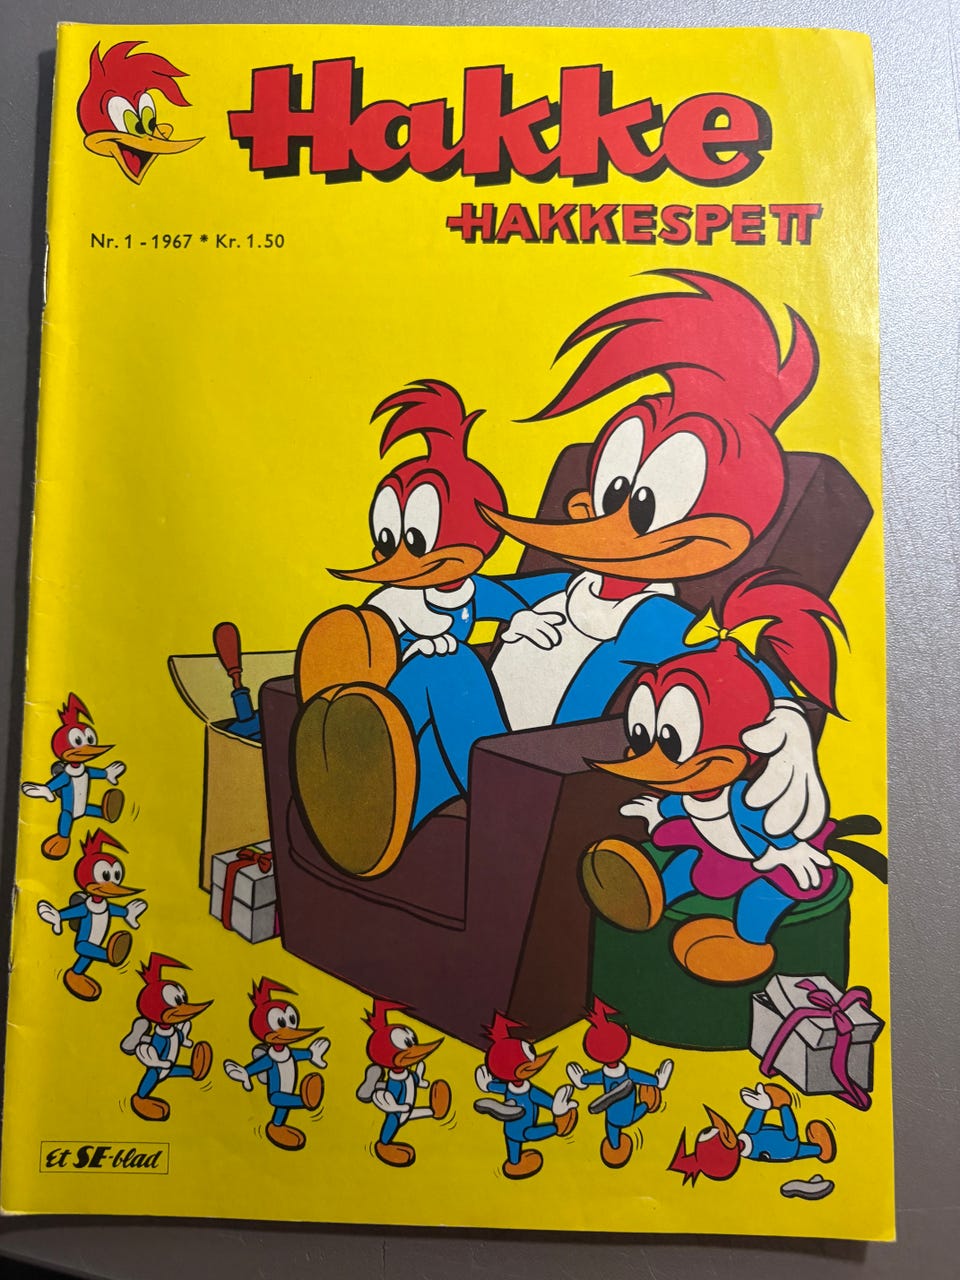 Hakke
HAKKESPETT
Nr. 1 - 1967 * Kr. 1.50
Et SE-blad